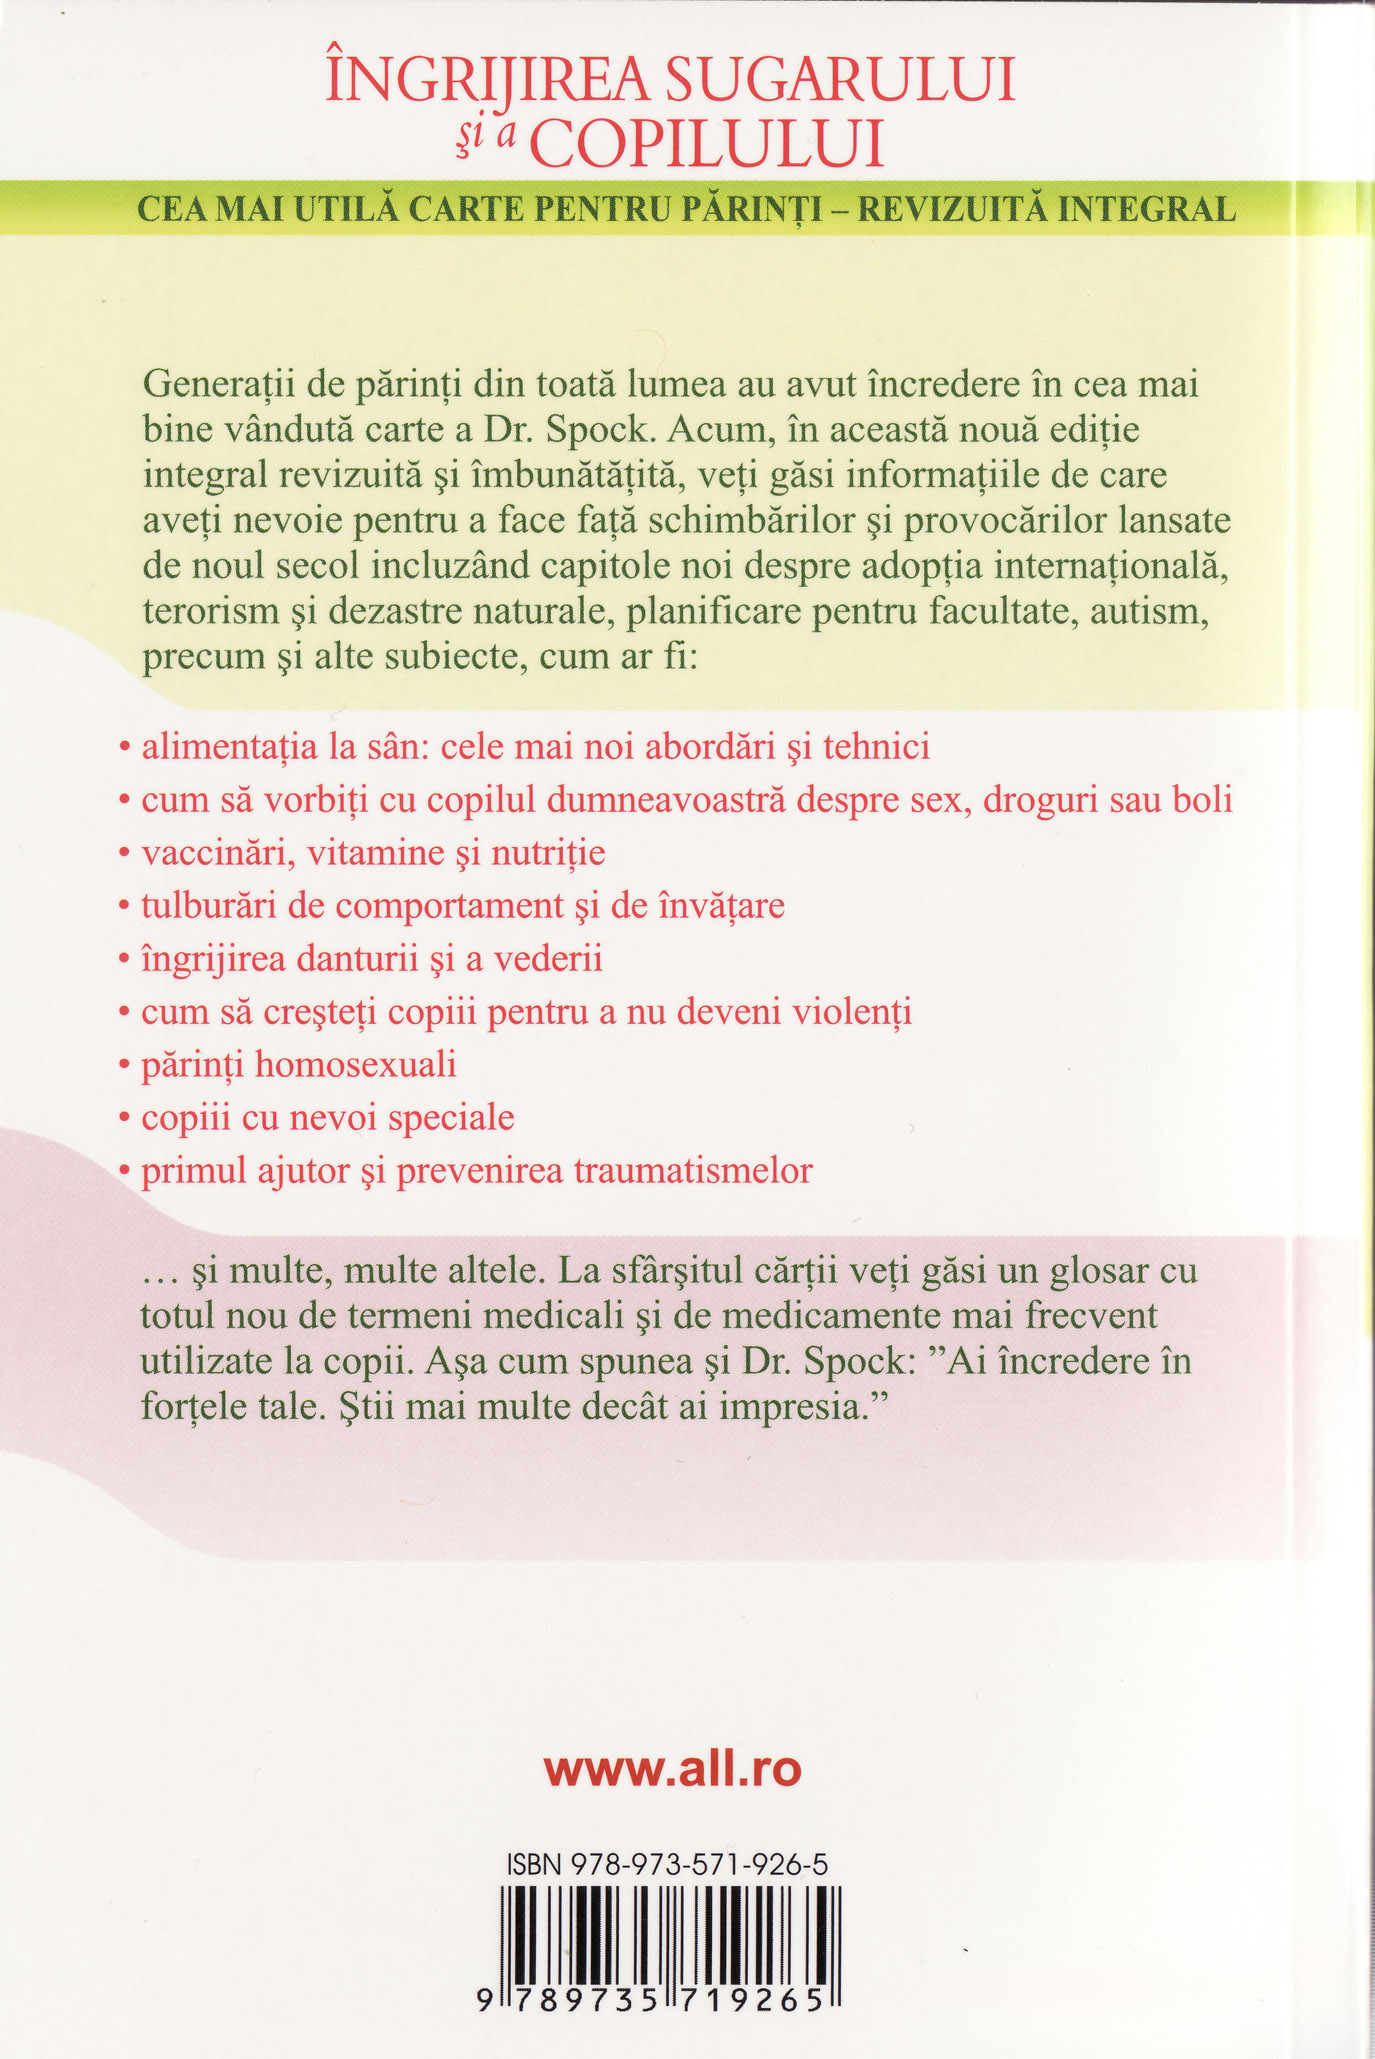 ÎNGRIJIREA SUGARULUI
şi a COPILULUI
CEA MAI UTILĂ CARTE PENTRU PĂRINȚI – REVIZUITĂ INTEGRAL
Generaţii de părinţi din toată lumea au avut încredere în cea mai
bine vândută carte a Dr. Spock. Acum, în această nouă ediţie
integral revizuită şi îmbunătăţită, veţi găsi informaţiile de care
aveţi nevoie pentru a face faţă schimbărilor şi provocărilor lansate
de noul secol incluzând capitole noi despre adopţia internaţională,
terorism şi dezastre naturale, planificare pentru facultate, autism,
precum şi alte subiecte, cum ar fi:
• alimentaţia la sân: cele mai noi abordări şi tehnici
• cum să vorbiţi cu copilul dumneavoastră despre sex, droguri sau boli
• vaccinări, vitamine şi nutriţie
• tulburări de comportament şi de învăţare
• îngrijirea danturii şi a vederii
• cum să creşteţi copiii pentru a nu deveni violenţi
• părinţi homosexuali
• copiii cu nevoi speciale
• primul ajutor şi prevenirea traumatismelor
… şi multe, multe altele. La sfârşitul cărţii veţi găsi un glosar cu
totul nou de termeni medicali şi de medicamente mai frecvent
utilizate la copii. Aşa cum spunea şi Dr. Spock: ”Ai încredere în
forţele tale. Ştii mai multe decât ai impresia.”
www.all.ro
ISBN 978-973-571-926-5
9 789735 719265